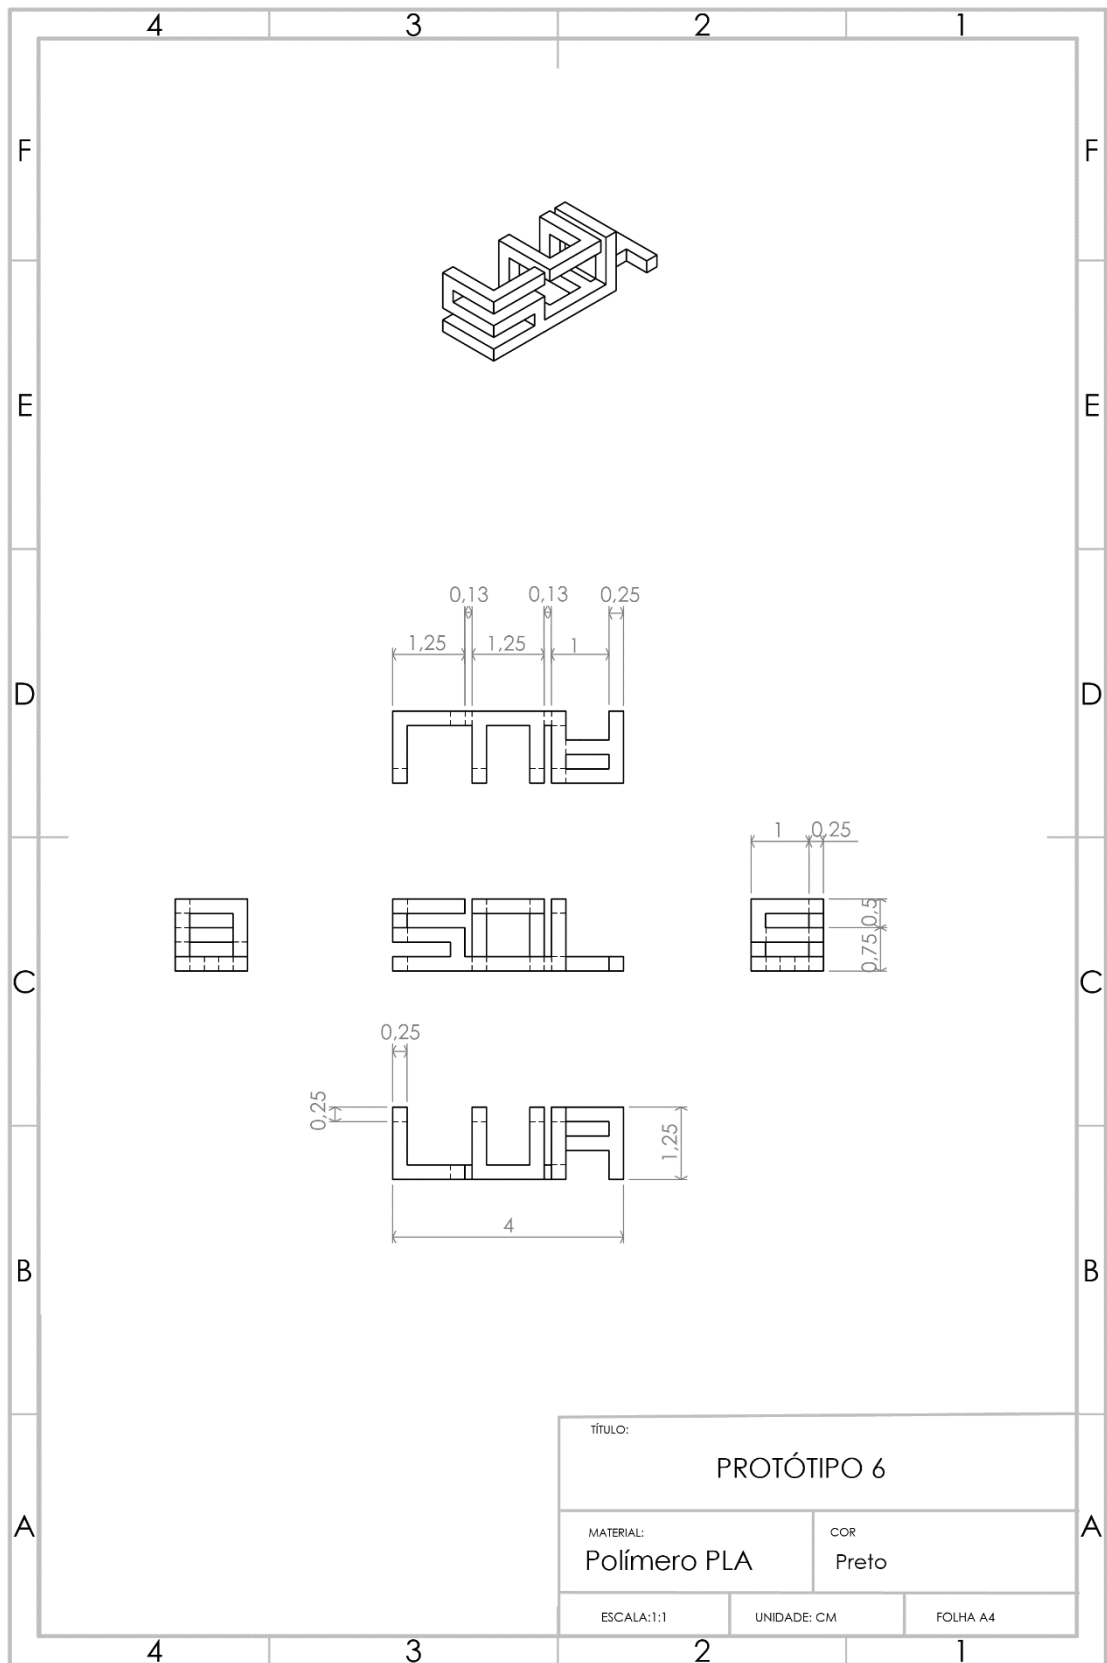 4 3 2 1
F F
E E
0,13 0,13 0,25
1,25 1,25 1
D D
1 0,25
0,5
0,75
C C
0,25
0,25
1,25
4
B B
TÍTULO:
PROTÓTIPO 6
MATERIAL: COR
Polímero PLA Preto
A A
ESCALA:1:1 UNIDADE: CM FOLHA A4
4 3 2 1